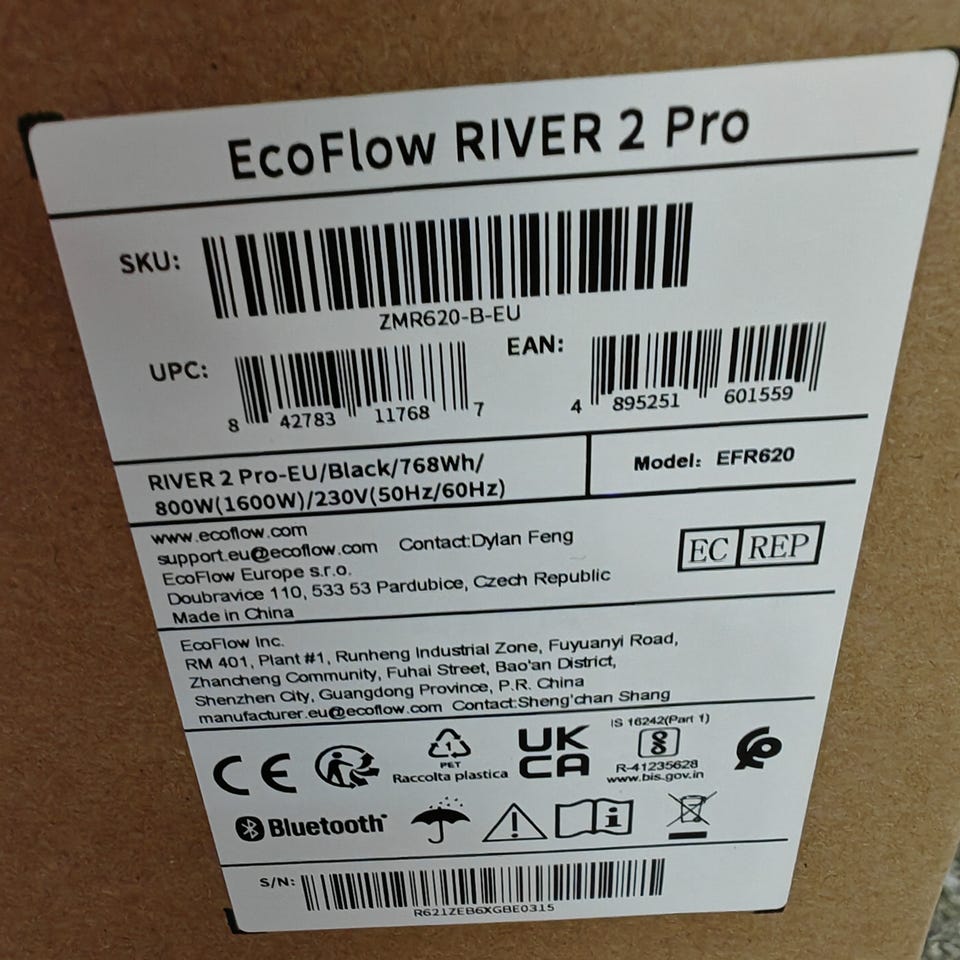 EcoFlow RIVER 2 Pro
SKU:
ZMR620-B-EU
UPC:
8 42783 11768 7
EAN:
4 895251 601559
RIVER 2 Pro-EU/Black/768Wh/
800W(1600W)/230V(50Hz/60Hz)
Model: EFR620
www.ecoflow.com
support.eu@ecoflow.com Contact:Dylan Feng
EcoFlow Europe s.r.o.
Doubravice 110, 533 53 Pardubice, Czech Republic
Made in China
EC REP
EcoFlow Inc.
RM 401, Plant #1, Runheng Industrial Zone, Fuyuanyi Road,
Zhancheng Community, Fuhai Street, Bao'an District,
Shenzhen City, Guangdong Province, P.R. China
manufacturer.eu@ecoflow.com Contact:Sheng'chan Shang
CE
1
PET
Raccolta plastica
UK
CA
IS 16242(Part 1)
R-41235628
www.bis.gov.in
Bluetooth
S/N:
R621ZEB6XGBE0315